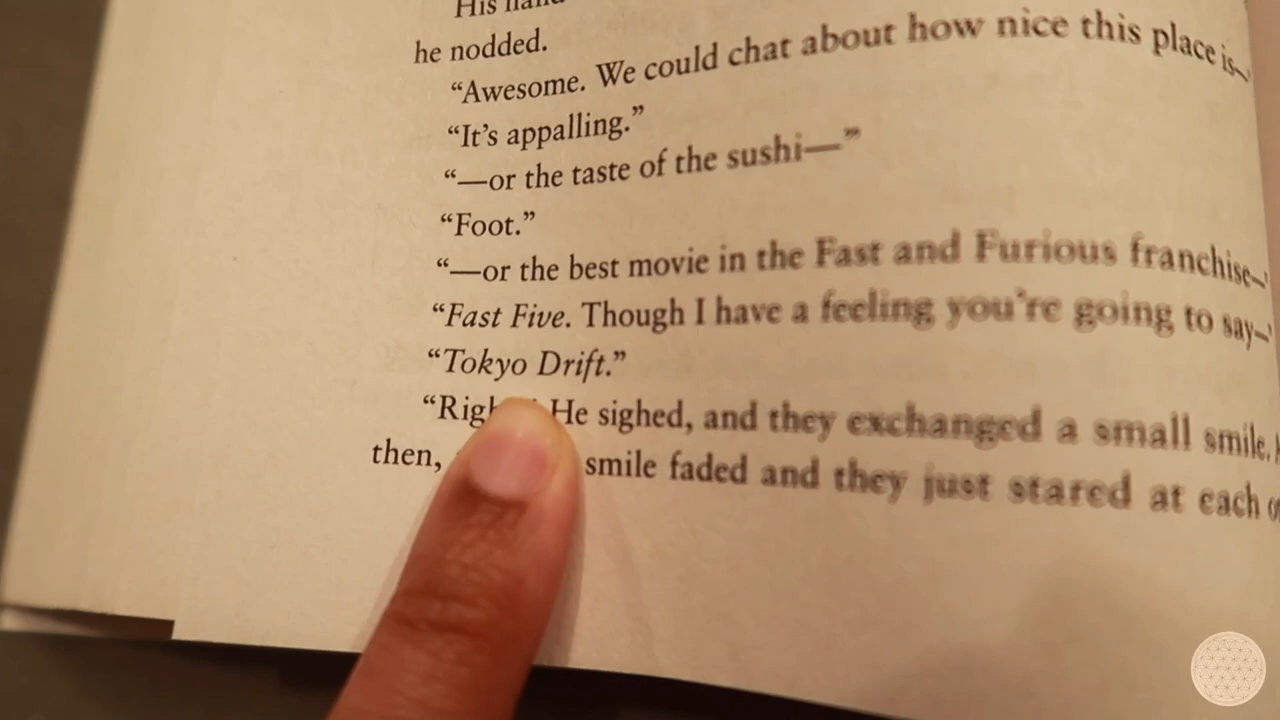 His
he nodded.
“Awesome. We could chat about how nice this place is—
“It’s appalling.”
“—or the taste of the sushi—”
“Foot.”
“—or the best movie in the Fast and Furious franchise—
“Fast Five. Though I have a feeling you’re going to say—
“Tokyo Drift.”
He sighed, and they exchanged a small smile.
then, smile faded and they just stared at each